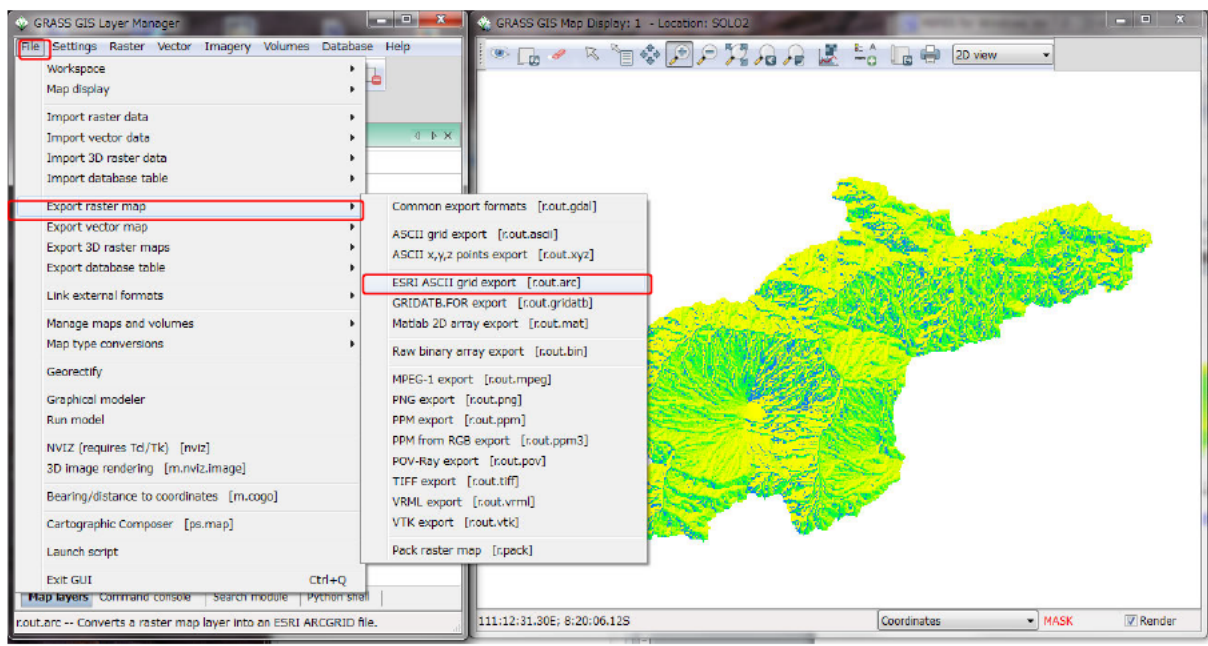 GRASS GIS Layer Manager
File Settings Raster Vector Imagery Volumes Database Help
Workspace
Map display
Import raster data
Import vector data
Import 3D raster data
Import database table
Export raster map
Export vector map
Export 3D raster maps
Export database table
Link external formats
Manage maps and volumes
Map type conversions
Georectify
Graphical modeler
Run model
NVIZ (requires Tcl/Tk) [nviz]
3D image rendering [m.nviz.image]
Bearing/distance to coordinates [m.cogo]
Cartographic Composer [ps.map]
Launch script
Exit GUI Ctrl+Q
Map layers Command console Search module Python shell
r.out.arc -- Converts a raster map layer into an ESRI ARCGRID file.
Common export formats [r.out.gdal]
ASCII grid export [r.out.ascii]
ASCII x,y,z points export [r.out.xyz]
ESRI ASCII grid export [r.out.arc]
GRIDATB.FOR export [r.out.gridatb]
Matlab 2D array export [r.out.mat]
Raw binary array export [r.out.bin]
MPEG-1 export [r.out.mpeg]
PNG export [r.out.png]
PPM export [r.out.ppm]
PPM from RGB export [r.out.ppm3]
POV-Ray export [r.out.pov]
TIFF export [r.out.tiff]
VRML export [r.out.vrml]
VTK export [r.out.vtk]
Pack raster map [r.pack]
GRASS GIS Map Display: 1 - Location: SOLO2
2D view
111:12:31.30E; 8:20:06.12S
Coordinates
MASK
Render